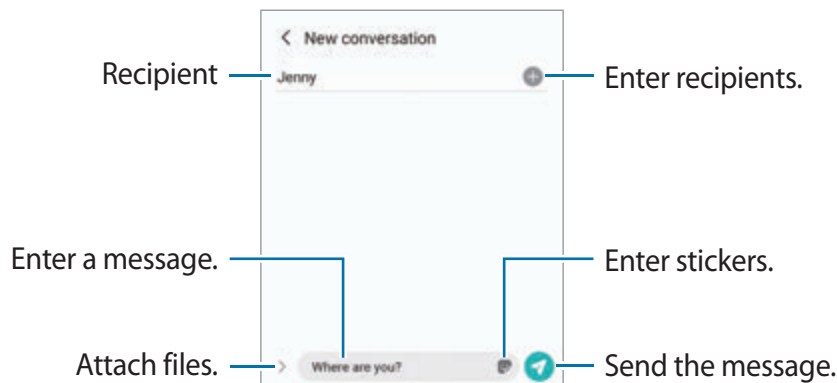 New conversation
Recipient
Jenny
Enter recipients.
Enter a message.
Enter stickers.
Attach files.
Where are you?
Send the message.